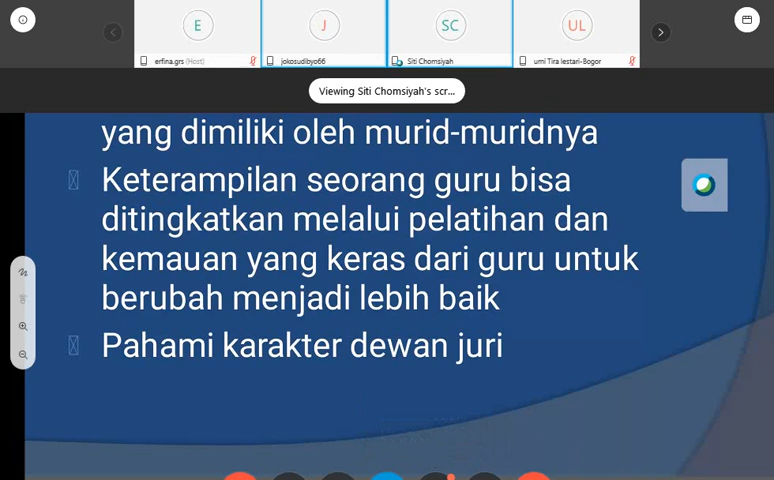 E
J
SC
UL
erfina.grs (Host)
jokosudibyo66
Siti Chomsiyah
umi Tira lestari-Bogor
Viewing Siti Chomsiyah's scr...
yang dimiliki oleh murid-muridnya
Keterampilan seorang guru bisa
ditingkatkan melalui pelatihan dan
kemauan yang keras dari guru untuk
berubah menjadi lebih baik
Pahami karakter dewan juri